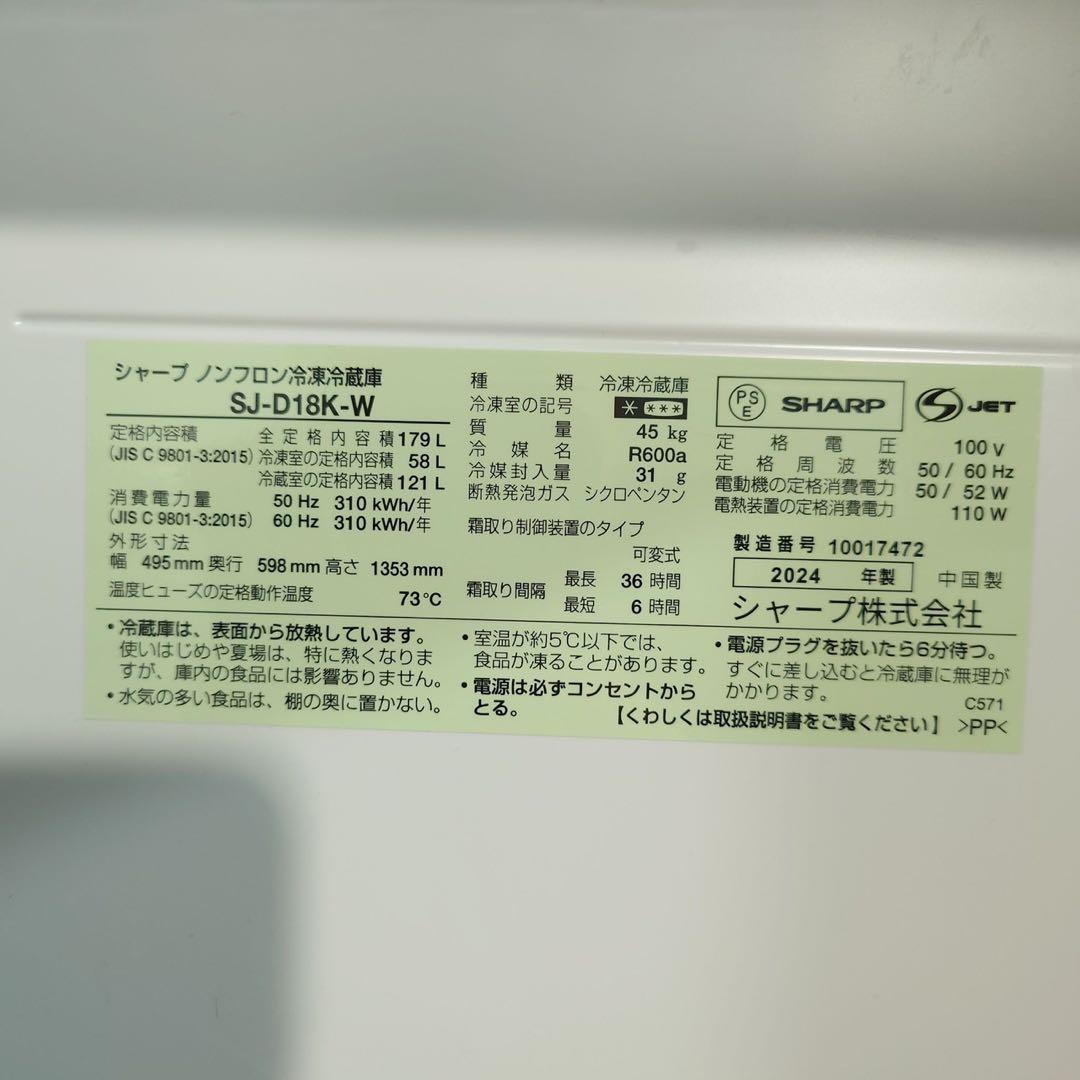 シャープ ノンフロン冷凍冷蔵庫
SJ-D18K-W
定格内容積 全定格内容積 179 L
(JIS C 9801-3:2015) 冷凍室の定格内容積 58 L
冷蔵室の定格内容積 121 L
消費電力量 50 Hz 310 kWh/年
(JIS C 9801-3:2015) 60 Hz 310 kWh/年
外形寸法
幅 495 mm 奥行 598 mm 高さ 1353 mm
温度ヒューズの定格動作温度 73℃
種類 冷凍冷蔵庫
冷凍室の記号 * ***
質量 45 kg
冷媒名 R600a
冷媒封入量 31 g
断熱発泡ガス シクロペンタン
霜取り制御装置のタイプ
可変式
霜取り間隔 最長 36 時間
最短 6 時間
PS
E
SHARP
JET
定格電圧 100 V
定格周波数 50 / 60 Hz
電動機の定格消費電力 50 / 52 W
電熱装置の定格消費電力 110 W
製造番号 10017472
2024 年製 中国製
シャープ株式会社
・冷蔵庫は、表面から放熱しています。
使いはじめや夏場は、特に熱くなりま
すが、庫内の食品には影響ありません。
・水気の多い食品は、棚の奥に置かない。
・室温が約5℃以下では、
食品が凍ることがあります。
・電源は必ずコンセントから
とる。
・電源プラグを抜いたら6分待つ。
すぐに差し込むと冷蔵庫に無理が
かかります。
C571
【くわしくは取扱説明書をご覧ください】 >PP<